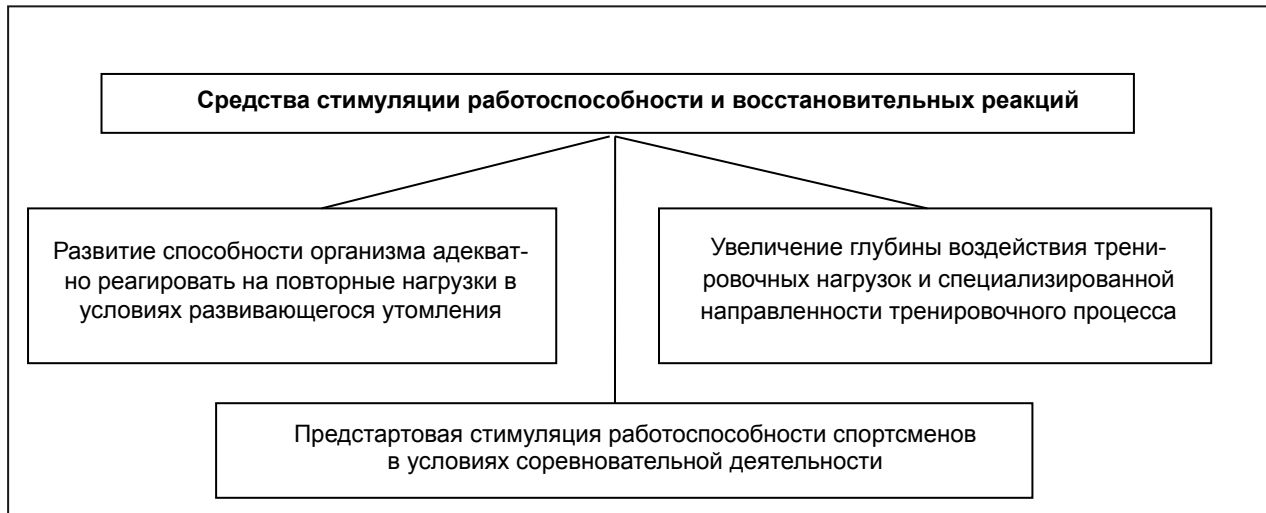 Средства стимуляции работоспособности и восстановительных реакций
Развитие способности организма адекват-
но реагировать на повторные нагрузки в
условиях развивающегося утомления
Увеличение глубины воздействия трени-
ровочных нагрузок и специализированной
направленности тренировочного процесса
Предстартовая стимуляция работоспособности спортсменов
в условиях соревновательной деятельности